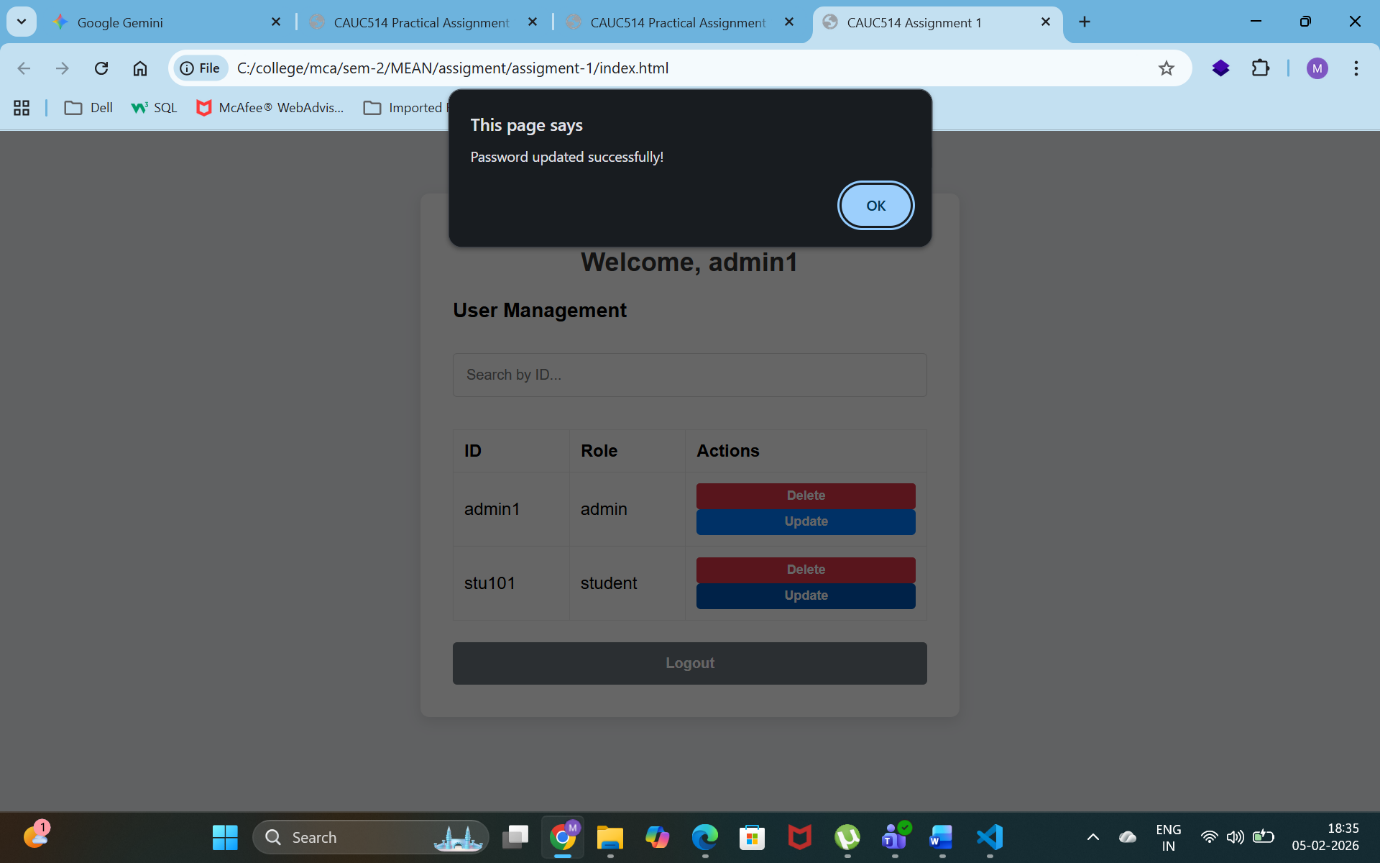 Google Gemini
CAUC514 Practical Assignment
CAUC514 Practical Assignment
CAUC514 Assignment 1
File
C:/college/mca/sem-2/MEAN/assigment/assigment-1/index.html
M
Dell
SQL
McAfee® WebAdvis...
Imported
This page says
Password updated successfully!
OK
Welcome, admin1
User Management
Search by ID...
ID Role Actions
admin1 admin Delete
Update
stu101 student Delete
Update
Logout
1
Search
M
ENG
IN
18:35
05-02-2026